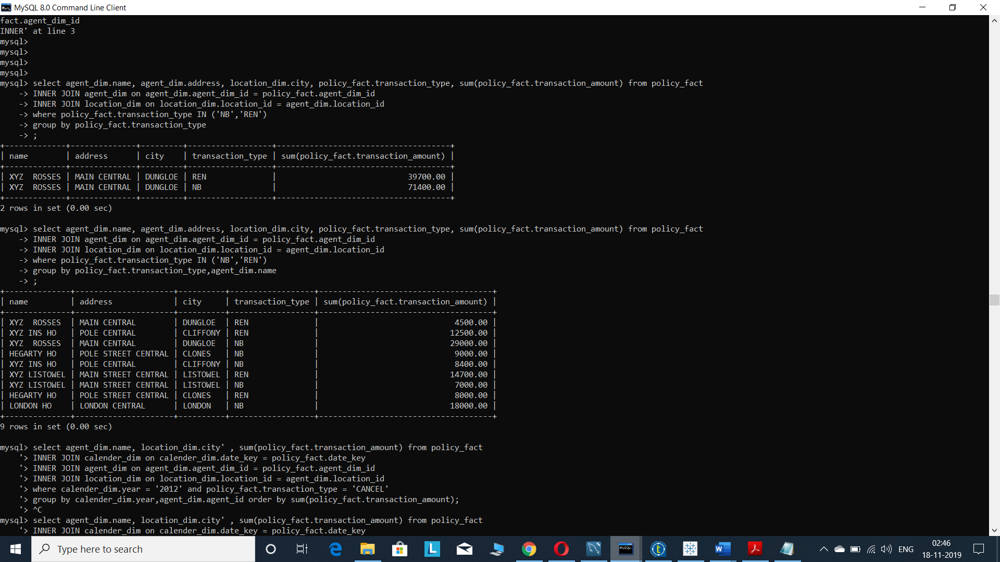 MySQL 8.0 Command Line Client
fact.agent_dim_id
INNER' at line 3
mysql>
mysql>
mysql>
mysql>
mysql> select agent_dim.name, agent_dim.address, location_dim.city, policy_fact.transaction_type, sum(policy_fact.transaction_amount) from policy_fact
    -> INNER JOIN agent_dim on agent_dim.agent_dim_id = policy_fact.agent_dim_id
    -> INNER JOIN location_dim on location_dim.location_id = agent_dim.location_id
    -> where policy_fact.transaction_type IN ('NB','REN')
    -> group by policy_fact.transaction_type
    -> ;
+-------------+--------------+---------+------------------+-------------------------------------+
| name        | address      | city    | transaction_type | sum(policy_fact.transaction_amount) |
+-------------+--------------+---------+------------------+-------------------------------------+
| XYZ  ROSSES | MAIN CENTRAL | DUNGLOE | REN              |                            39700.00 |
| XYZ  ROSSES | MAIN CENTRAL | DUNGLOE | NB               |                            71400.00 |
+-------------+--------------+---------+------------------+-------------------------------------+
2 rows in set (0.00 sec)
mysql> select agent_dim.name, agent_dim.address, location_dim.city, policy_fact.transaction_type, sum(policy_fact.transaction_amount) from policy_fact
    -> INNER JOIN agent_dim on agent_dim.agent_dim_id = policy_fact.agent_dim_id
    -> INNER JOIN location_dim on location_dim.location_id = agent_dim.location_id
    -> where policy_fact.transaction_type IN ('NB','REN')
    -> group by policy_fact.transaction_type,agent_dim.name
    -> ;
+--------------+---------------------+----------+------------------+-------------------------------------+
| name         | address             | city     | transaction_type | sum(policy_fact.transaction_amount) |
+--------------+---------------------+----------+------------------+-------------------------------------+
| XYZ  ROSSES  | MAIN CENTRAL        | DUNGLOE  | REN              |                             4500.00 |
| XYZ INS HO   | POLE CENTRAL        | CLIFFONY | REN              |                            12500.00 |
| XYZ  ROSSES  | MAIN CENTRAL        | DUNGLOE  | NB               |                            29000.00 |
| HEGARTY HO   | POLE STREET CENTRAL | CLONES   | NB               |                             9000.00 |
| XYZ INS HO   | POLE CENTRAL        | CLIFFONY | NB               |                             8400.00 |
| XYZ LISTOWEL | MAIN STREET CENTRAL | LISTOWEL | REN              |                            14700.00 |
| XYZ LISTOWEL | MAIN STREET CENTRAL | LISTOWEL | NB               |                             7000.00 |
| HEGARTY HO   | POLE STREET CENTRAL | CLONES   | REN              |                             8000.00 |
| LONDON HO    | LONDON CENTRAL      | LONDON   | NB               |                            18000.00 |
+--------------+---------------------+----------+------------------+-------------------------------------+
9 rows in set (0.00 sec)
mysql> select agent_dim.name, location_dim.city' , sum(policy_fact.transaction_amount) from policy_fact
    '> INNER JOIN calender_dim on calender_dim.date_key = policy_fact.date_key
    '> INNER JOIN agent_dim on agent_dim.agent_dim_id = policy_fact.agent_dim_id
    '> INNER JOIN location_dim on location_dim.location_id = agent_dim.location_id
    '> where calender_dim.year = '2012' and policy_fact.transaction_type = 'CANCEL'
    '> group by calender_dim.year,agent_dim.agent_id order by sum(policy_fact.transaction_amount);
    '> ^C
mysql> select agent_dim.name, location_dim.city' , sum(policy_fact.transaction_amount) from policy_fact
    '> INNER JOIN calender_dim on calender_dim.date_key = policy_fact.date_key
Type here to search
ENG
02:46
18-11-2019